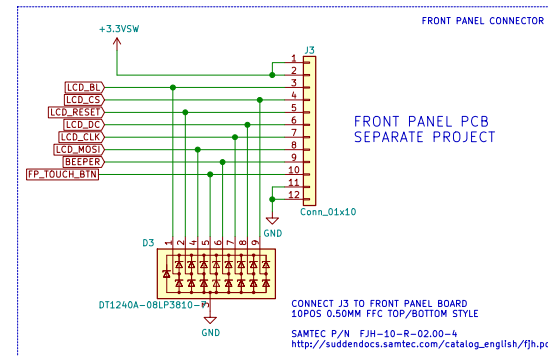 FRONT PANEL CONNECTOR
+3.3VSW
J3
1
2
LCD_BL 3
LCD_CS 4
LCD_RESET 5
LCD_DC 6
LCD_CLK 7
LCD_MOSI 8
BEEPER 9
FP_TOUCH_BTN 10
11
12
FRONT PANEL PCB
SEPARATE PROJECT
Conn_01x10
GND
D3
1 2 4 5 6 7 8 9
DT1240A-08LP3810-7
3
GND
CONNECT J3 TO FRONT PANEL BOARD
10POS 0.50MM FFC TOP/BOTTOM STYLE
SAMTEC P/N FJH-10-R-02.00-4
http://suddendocs.samtec.com/catalog_english/fjh.p